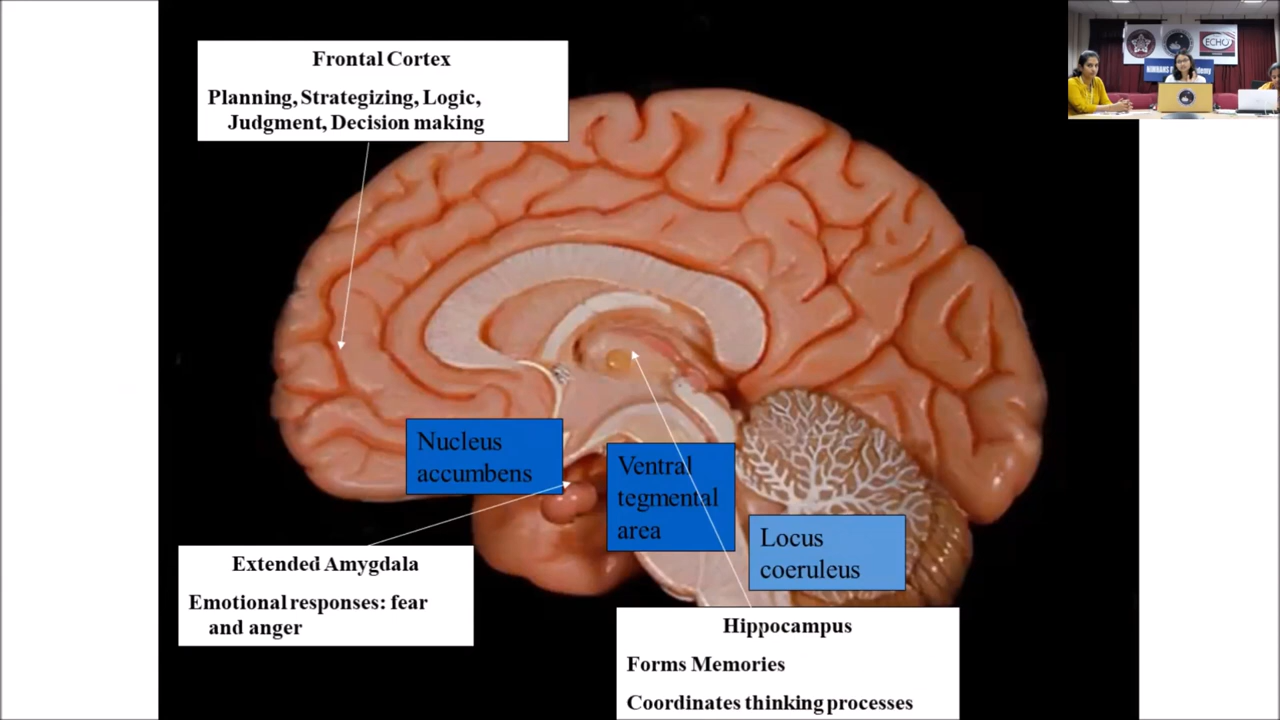 Frontal Cortex
Planning, Strategizing, Logic,
Judgment, Decision making
ECHO
Nucleus
accumbens
Ventral
tegmental
area
Locus
coeruleus
Extended Amygdala
Emotional responses: fear
and anger
Hippocampus
Forms Memories
Coordinates thinking processes